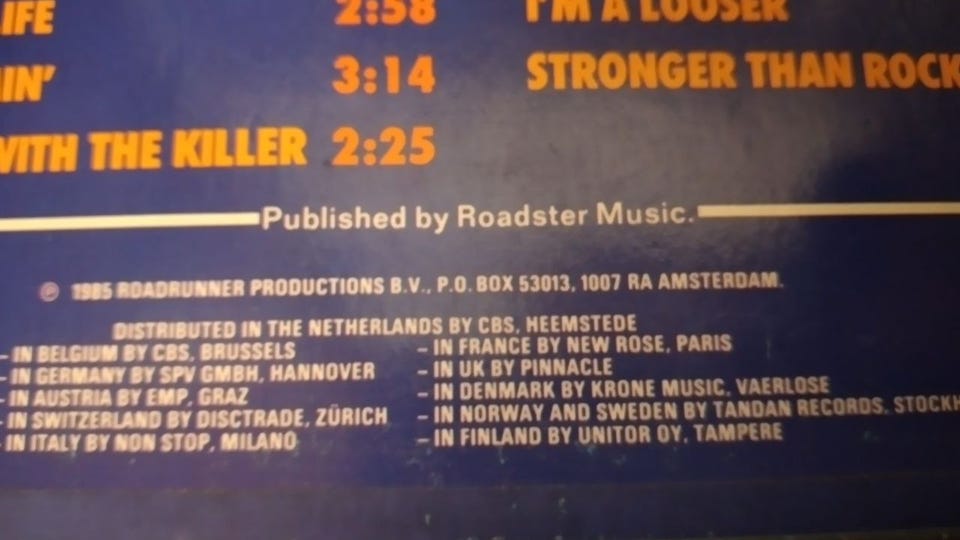 IFE 2:58 I'M A LOOSER
IN' 3:14 STRONGER THAN ROCK
WITH THE KILLER 2:25
Published by Roadster Music.
℗ 1985 ROADRUNNER PRODUCTIONS B.V., P.O. BOX 53013, 1007 RA AMSTERDAM.
DISTRIBUTED IN THE NETHERLANDS BY CBS, HEEMSTEDE
– IN BELGIUM BY CBS, BRUSSELS
– IN GERMANY BY SPV GMBH, HANNOVER
– IN AUSTRIA BY EMP, GRAZ
– IN SWITZERLAND BY DISCTRADE, ZÜRICH
– IN ITALY BY NON STOP, MILANO
– IN FRANCE BY NEW ROSE, PARIS
– IN UK BY PINNACLE
– IN DENMARK BY KRONE MUSIC, VAERLOSE
– IN NORWAY AND SWEDEN BY TANDAN RECORDS, STOCKH
– IN FINLAND BY UNITOR OY, TAMPERE